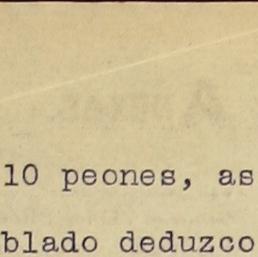 10 peones, as
blado deduzco